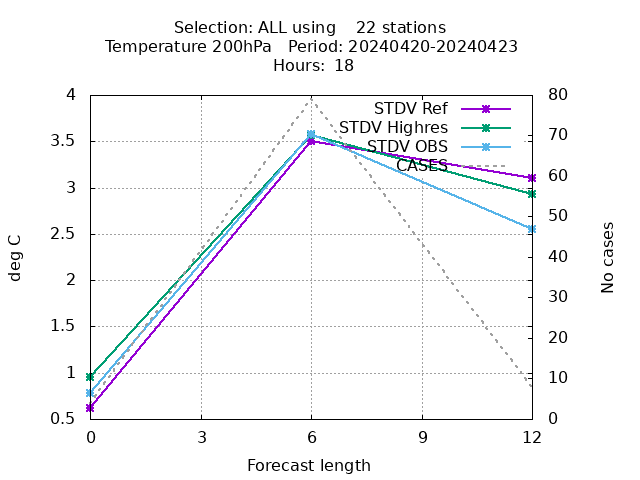 Selection: ALL using    22 stations
Temperature 200hPa   Period: 20240420-20240423
Hours: 18
STDV Ref
STDV Highres
STDV OBS
CASES
4
3.5
3
2.5
2
1.5
1
0.5
80
70
60
50
40
30
20
10
0
deg C
No cases
0 3 6 9 12
Forecast length